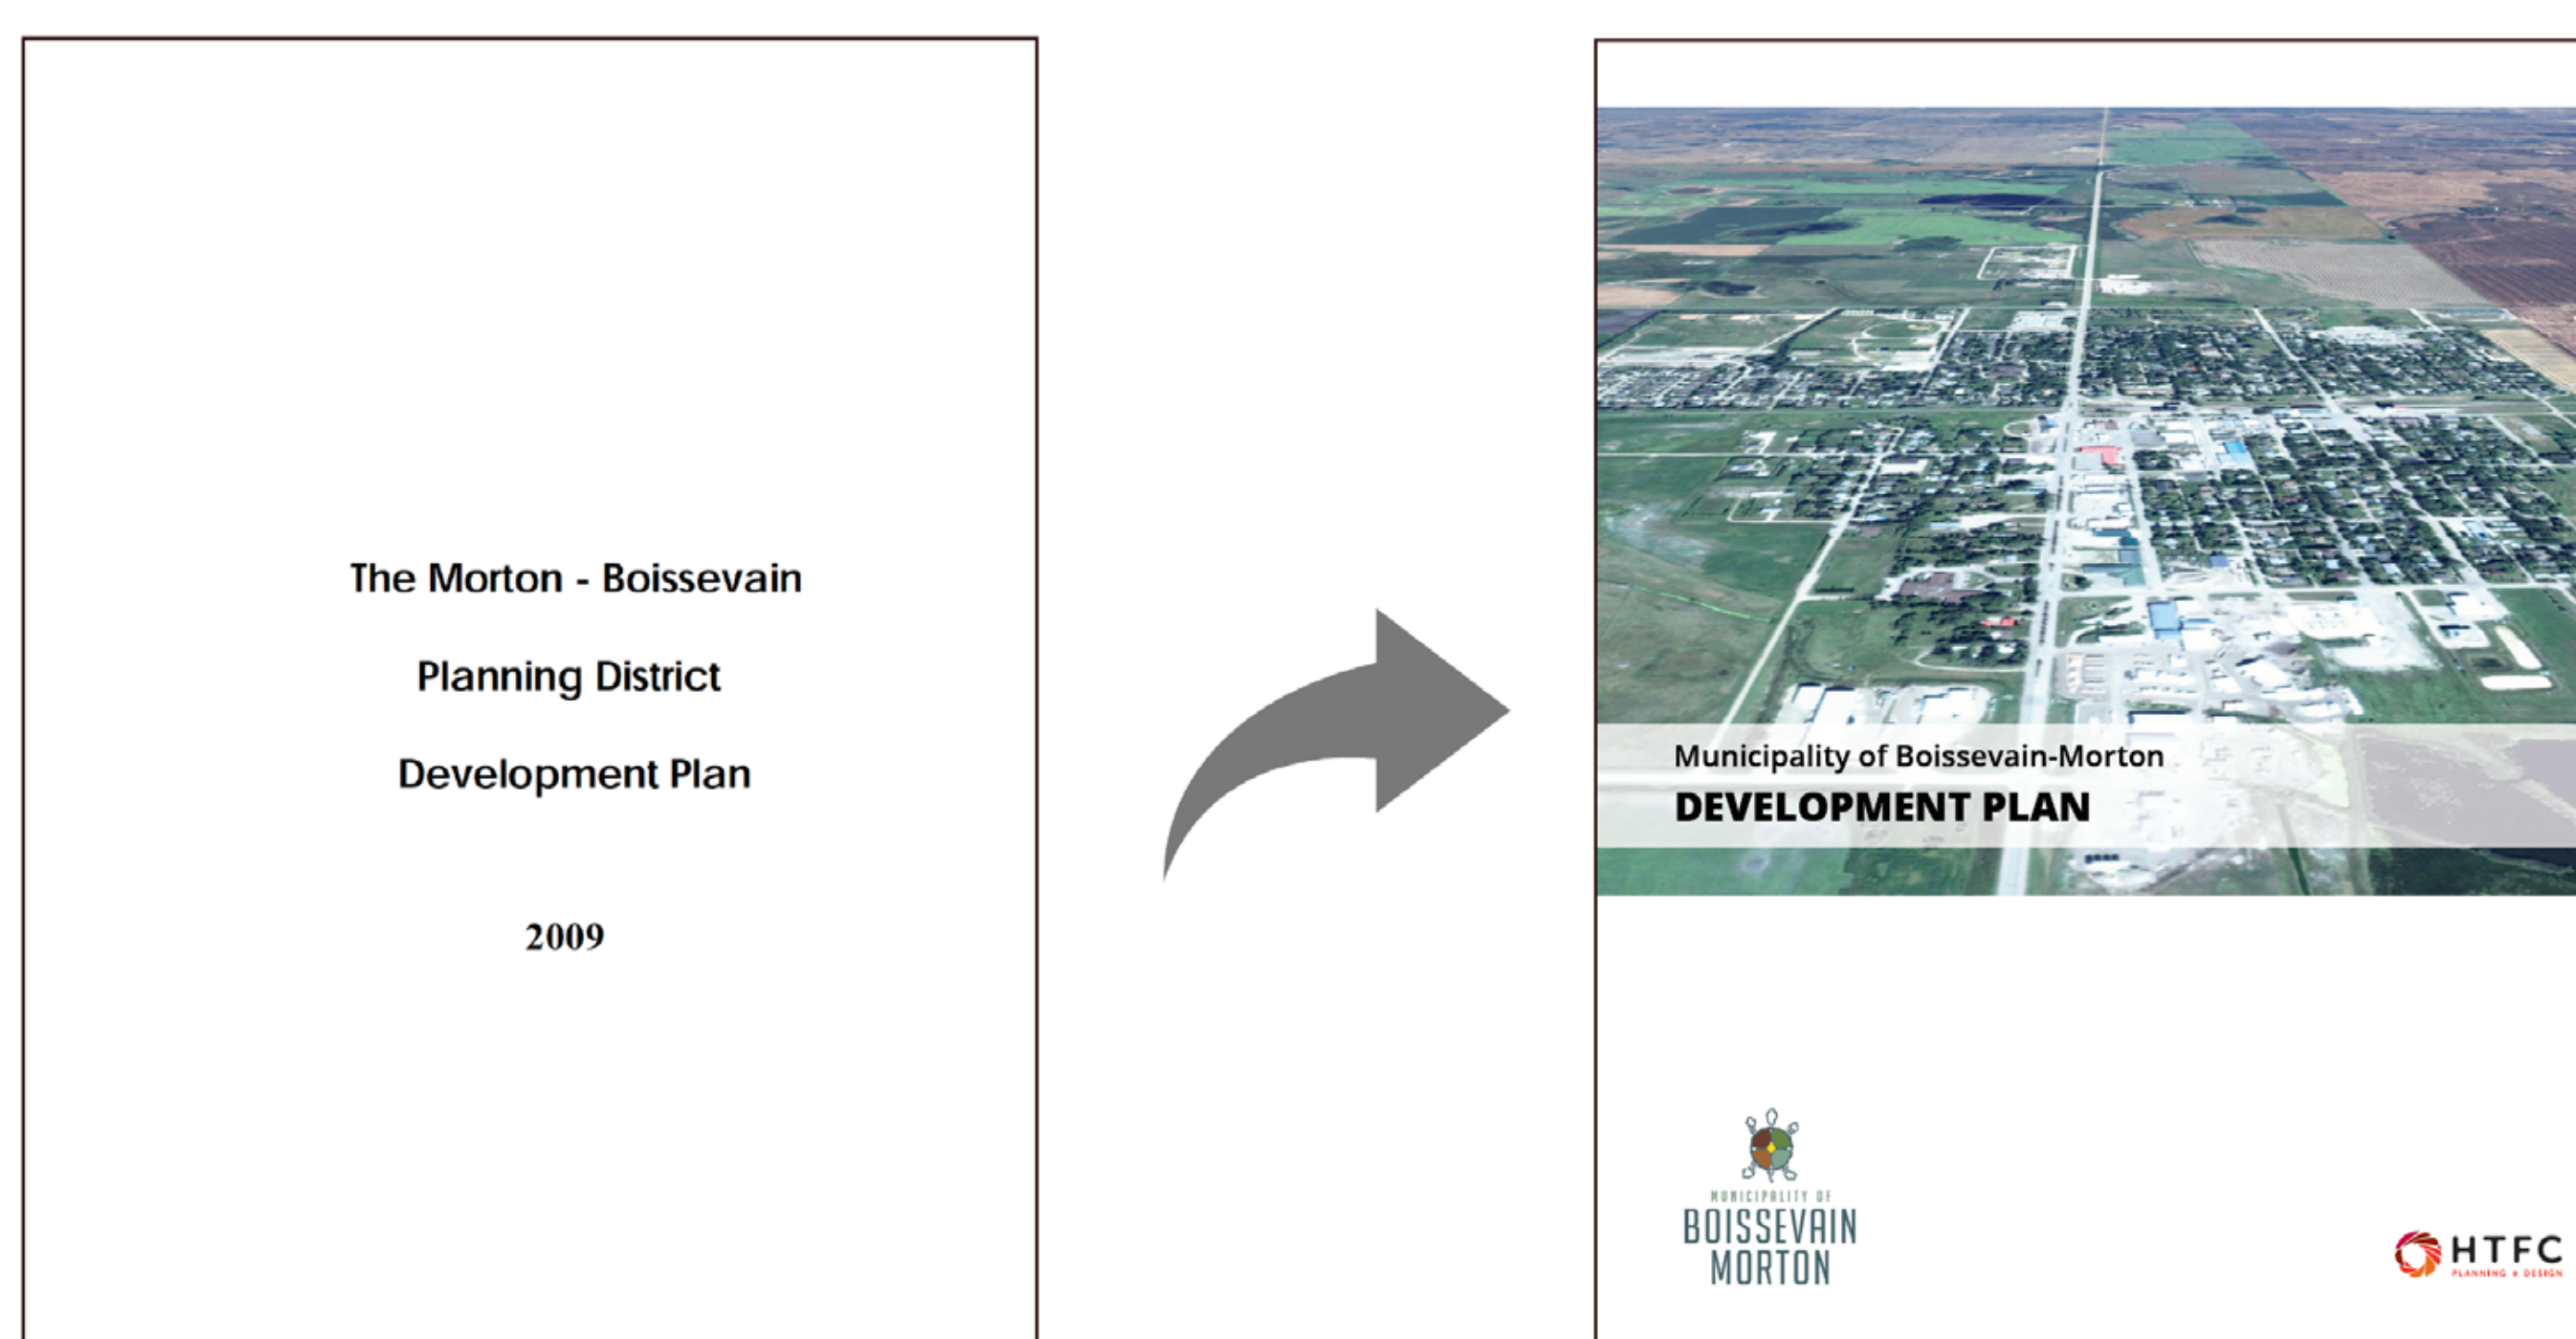 The Morton - Boissevain
Planning District
Development Plan
2009
Municipality of Boissevain-Morton
DEVELOPMENT PLAN
MUNICIPALITY OF
BOISSEVAIN
MORTON
HTFC
PLANNING & DESIGN